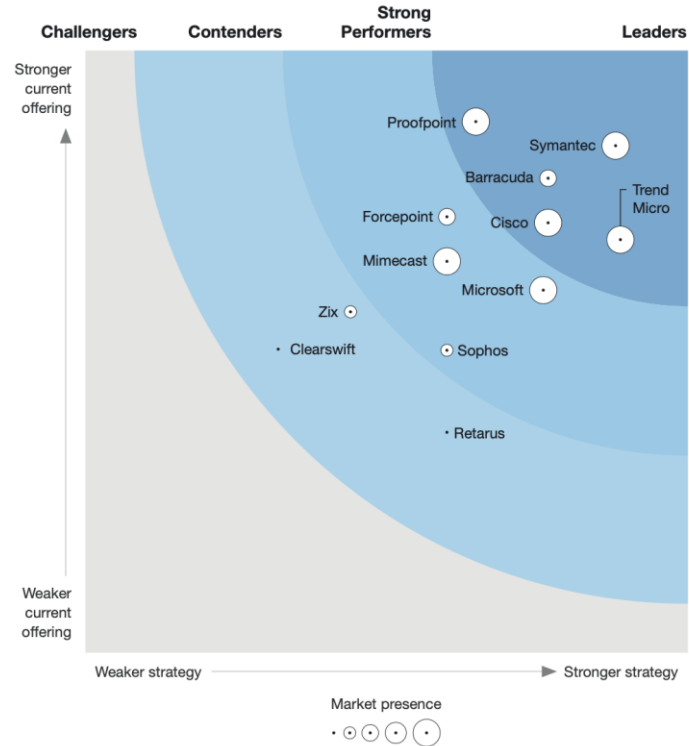 Challengers
Contenders
Strong
Performers
Leaders
Stronger
current
offering
Proofpoint
Symantec
Barracuda
Trend
Micro
Forcepoint
Cisco
Mimecast
Microsoft
Zix
Clearswift
Sophos
Retarus
Weaker
current
offering
Weaker strategy
Stronger strategy
Market presence